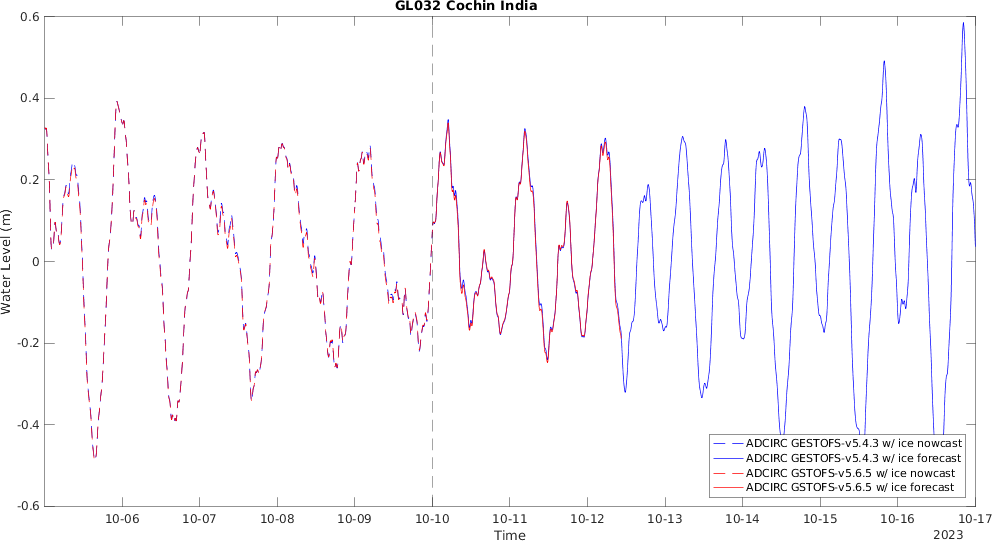 GL032 Cochin India
0.6
0.4
0.2
0
-0.2
-0.4
-0.6
Water Level (m)
ADCIRC GESTOFS-v5.4.3 w/ ice nowcast
ADCIRC GESTOFS-v5.4.3 w/ ice forecast
ADCIRC GSTOFS-v5.6.5 w/ ice nowcast
ADCIRC GSTOFS-v5.6.5 w/ ice forecast
10-06 10-07 10-08 10-09 10-10 10-11 10-12 10-13 10-14 10-15 10-16 10-17
Time
2023